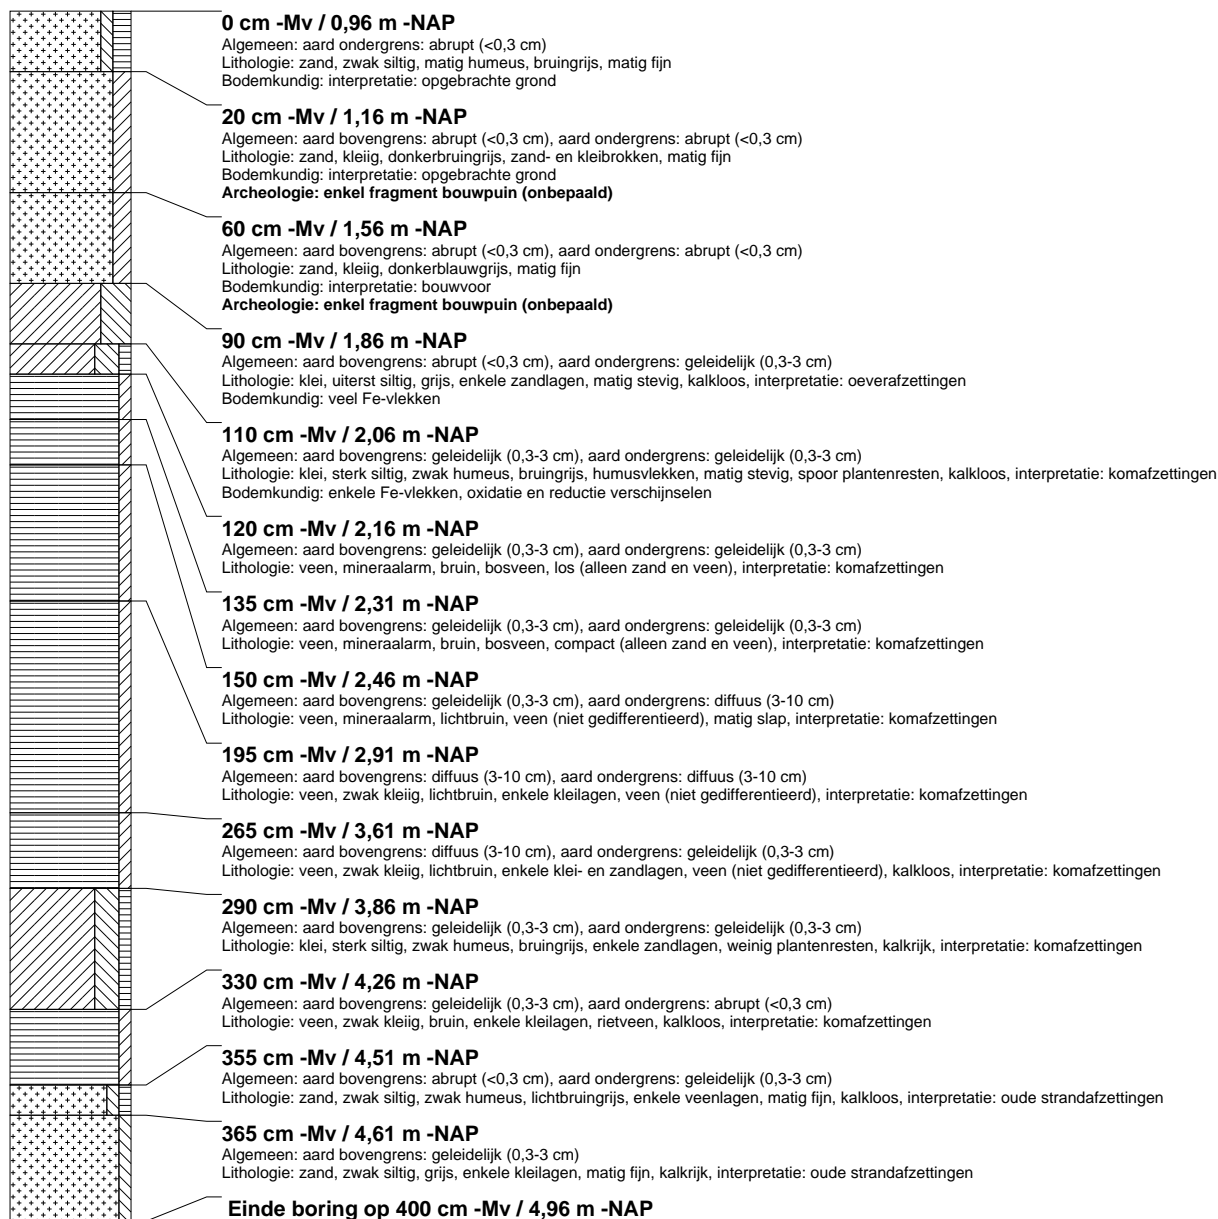 0 cm -Mv / 0,96 m -NAP
Algemeen: aard ondergrens: abrupt (<0,3 cm)
Lithologie: zand, zwak siltig, matig humeus, bruingrijs, matig fijn
Bodemkundig: interpretatie: opgebrachte grond
20 cm -Mv / 1,16 m -NAP
Algemeen: aard bovengrens: abrupt (<0,3 cm), aard ondergrens: abrupt (<0,3 cm)
Lithologie: zand, kleiig, donkerbruingrijs, zand- en kleibrokken, matig fijn
Bodemkundig: interpretatie: opgebrachte grond
Archeologie: enkel fragment bouwpuin (onbepaald)
60 cm -Mv / 1,56 m -NAP
Algemeen: aard bovengrens: abrupt (<0,3 cm), aard ondergrens: abrupt (<0,3 cm)
Lithologie: zand, kleiig, donkerblauwgrijs, matig fijn
Bodemkundig: interpretatie: bouwvoor
Archeologie: enkel fragment bouwpuin (onbepaald)
90 cm -Mv / 1,86 m -NAP
Algemeen: aard bovengrens: abrupt (<0,3 cm), aard ondergrens: geleidelijk (0,3-3 cm)
Lithologie: klei, uiterst siltig, grijs, enkele zandlagen, matig stevig, kalkloos, interpretatie: oeverafzettingen
Bodemkundig: veel Fe-vlekken
110 cm -Mv / 2,06 m -NAP
Algemeen: aard bovengrens: geleidelijk (0,3-3 cm), aard ondergrens: geleidelijk (0,3-3 cm)
Lithologie: klei, sterk siltig, zwak humeus, bruingrijs, humusvlekken, matig stevig, spoor plantenresten, kalkloos, interpretatie: komafzettingen
Bodemkundig: enkele Fe-vlekken, oxidatie en reductie verschijnselen
120 cm -Mv / 2,16 m -NAP
Algemeen: aard bovengrens: geleidelijk (0,3-3 cm), aard ondergrens: geleidelijk (0,3-3 cm)
Lithologie: veen, mineraalarm, bruin, bosveen, los (alleen zand en veen), interpretatie: komafzettingen
135 cm -Mv / 2,31 m -NAP
Algemeen: aard bovengrens: geleidelijk (0,3-3 cm), aard ondergrens: geleidelijk (0,3-3 cm)
Lithologie: veen, mineraalarm, bruin, bosveen, compact (alleen zand en veen), interpretatie: komafzettingen
150 cm -Mv / 2,46 m -NAP
Algemeen: aard bovengrens: geleidelijk (0,3-3 cm), aard ondergrens: diffuus (3-10 cm)
Lithologie: veen, mineraalarm, lichtbruin, veen (niet gedifferentieerd), matig slap, interpretatie: komafzettingen
195 cm -Mv / 2,91 m -NAP
Algemeen: aard bovengrens: diffuus (3-10 cm), aard ondergrens: diffuus (3-10 cm)
Lithologie: veen, zwak kleiig, lichtbruin, enkele kleilagen, veen (niet gedifferentieerd), interpretatie: komafzettingen
265 cm -Mv / 3,61 m -NAP
Algemeen: aard bovengrens: diffuus (3-10 cm), aard ondergrens: geleidelijk (0,3-3 cm)
Lithologie: veen, zwak kleiig, lichtbruin, enkele klei- en zandlagen, veen (niet gedifferentieerd), kalkloos, interpretatie: komafzettingen
290 cm -Mv / 3,86 m -NAP
Algemeen: aard bovengrens: geleidelijk (0,3-3 cm), aard ondergrens: geleidelijk (0,3-3 cm)
Lithologie: klei, sterk siltig, zwak humeus, bruingrijs, enkele zandlagen, weinig plantenresten, kalkrijk, interpretatie: komafzettingen
330 cm -Mv / 4,26 m -NAP
Algemeen: aard bovengrens: geleidelijk (0,3-3 cm), aard ondergrens: abrupt (<0,3 cm)
Lithologie: veen, zwak kleiig, bruin, enkele kleilagen, rietveen, kalkloos, interpretatie: komafzettingen
355 cm -Mv / 4,51 m -NAP
Algemeen: aard bovengrens: abrupt (<0,3 cm), aard ondergrens: geleidelijk (0,3-3 cm)
Lithologie: zand, zwak siltig, zwak humeus, lichtbruingrijs, enkele veenlagen, matig fijn, kalkloos, interpretatie: oude strandafzettingen
365 cm -Mv / 4,61 m -NAP
Algemeen: aard bovengrens: geleidelijk (0,3-3 cm)
Lithologie: zand, zwak siltig, grijs, enkele kleilagen, matig fijn, kalkrijk, interpretatie: oude strandafzettingen
Einde boring op 400 cm -Mv / 4,96 m -NAP